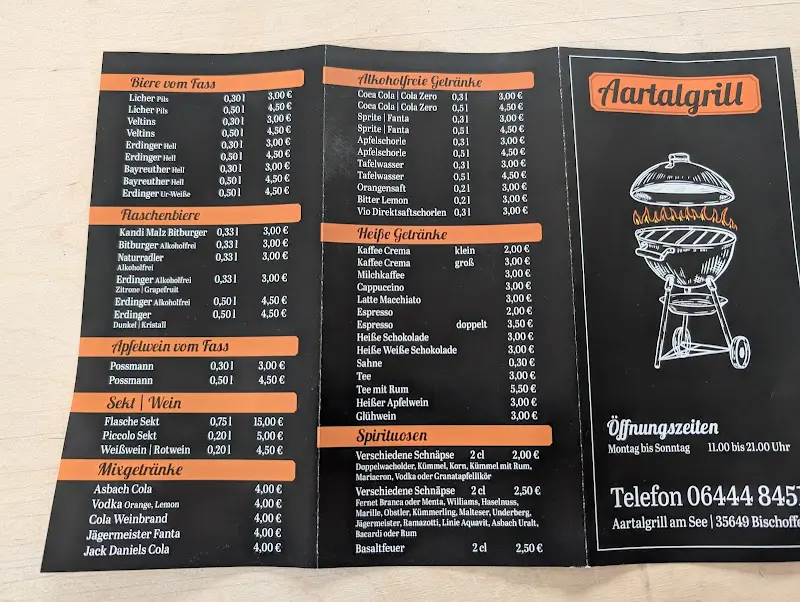 Biere vom Fass
Licher Pils 0,30 l 3,00 €
Licher Pils 0,50 l 4,50 €
Veltins 0,30 l 3,00 €
Veltins 0,50 l 4,50 €
Erdinger Hell 0,30 l 3,00 €
Erdinger Hell 0,50 l 4,50 €
Bayreuther Hell 0,30 l 3,00 €
Bayreuther Hell 0,50 l 4,50 €
Erdinger Ur-Weiße 0,50 l 4,50 €
Flaschenbiere
Kandi Malz Bitburger 0,33 l 3,00 €
Bitburger Alkoholfrei 0,33 l 3,00 €
Naturradler 0,33 l 3,00 €
Alkoholfrei
Erdinger Alkoholfrei 0,33 l 3,00 €
Zitrone | Grapefruit
Erdinger Alkoholfrei 0,50 l 4,50 €
Erdinger 0,50 l 4,50 €
Dunkel | Kristall
Apfelwein vom Fass
Possmann 0,30 l 3,00 €
Possmann 0,50 l 4,50 €
Sekt | Wein
Flasche Sekt 0,75 l 15,00 €
Piccolo Sekt 0,20 l 5,00 €
Weißwein | Rotwein 0,20 l 4,50 €
Mixgetränke
Asbach Cola 4,00 €
Vodka Orange, Lemon 4,00 €
Cola Weinbrand 4,00 €
Jägermeister Fanta 4,00 €
Jack Daniels Cola 4,00 €
Alkoholfreie Getränke
Coca Cola | Cola Zero 0,3 l 3,00 €
Coca Cola | Cola Zero 0,5 l 4,50 €
Sprite | Fanta 0,3 l 3,00 €
Sprite | Fanta 0,5 l 4,50 €
Apfelschorle 0,3 l 3,00 €
Apfelschorle 0,5 l 4,50 €
Tafelwasser 0,3 l 3,00 €
Tafelwasser 0,5 l 4,50 €
Orangensaft 0,2 l 3,00 €
Bitter Lemon 0,2 l 3,00 €
Vio Direktsaftschorlen 0,3 l 3,00 €
Heiße Getränke
Kaffee Crema klein 2,00 €
Kaffee Crema groß 3,00 €
Milchkaffee 3,00 €
Cappuccino 3,00 €
Latte Macchiato 3,00 €
Espresso 2,00 €
Espresso doppelt 3,50 €
Heiße Schokolade 3,00 €
Heiße Weiße Schokolade 3,00 €
Sahne 0,30 €
Tee 3,00 €
Tee mit Rum 5,50 €
Heißer Apfelwein 3,00 €
Glühwein 3,00 €
Spirituosen
Verschiedene Schnäpse 2 cl 2,00 €
Doppelwacholder, Kümmel, Korn, Kümmel mit Rum,
Mariacron, Vodka oder Granatapfellikör
Verschiedene Schnäpse 2 cl 2,50 €
Fernet Branca oder Menta, Williams, Haselnuss,
Marille, Obstler, Kümmerling, Malteser, Underberg,
Jägermeister, Ramazotti, Linie Aquavit, Asbach Uralt,
Bacardi oder Rum
Basaltfeuer 2 cl 2,50 €
Aartalgrill
Öffnungszeiten
Montag bis Sonntag 11.00 bis 21.00 Uhr
Telefon 06444 8457
Aartalgrill am See | 35649 Bischoffe